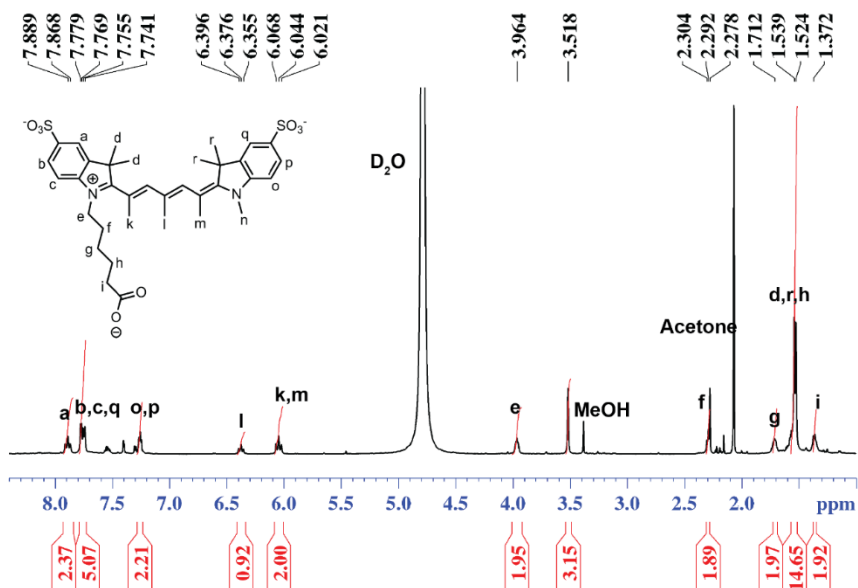 7.889
7.868
7.779
7.769
7.755
7.741
6.396
6.376
6.355
6.068
6.044
6.021
3.964
3.518
2.304
2.292
2.278
1.712
1.539
1.524
1.372
-O3S
SO3-
a
d
r
q
b
d
r
p
c
N
+
N
o
e
k
l
m
n
f
g
h
i
O
O
⊖
D2O
Acetone
d,r,h
a
b,c,q
o,p
l
k,m
e
MeOH
f
g
i
8.0 7.5 7.0 6.5 6.0 5.5 5.0 4.5 4.0 3.5 3.0 2.5 2.0 ppm
2.37
5.07
2.21
0.92
2.00
1.95
3.15
1.89
1.97
14.65
1.92